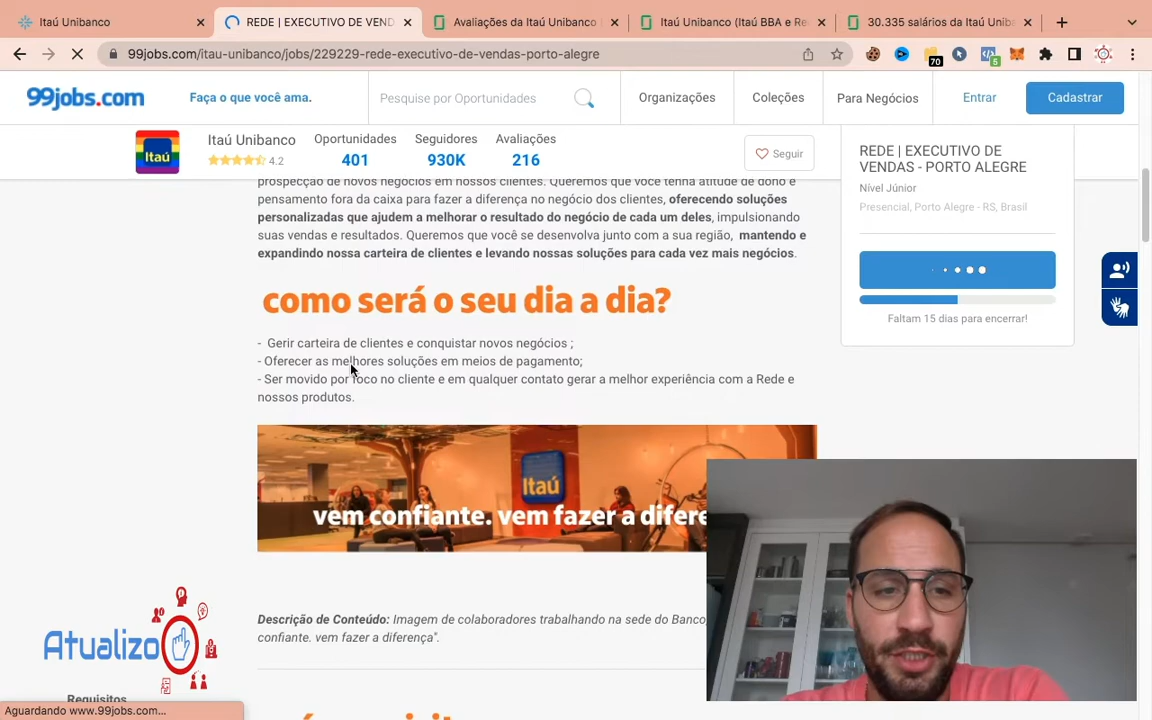 Itaú Unibanco
REDE | EXECUTIVO DE VEND
Avaliações da Itaú Unibanco
Itaú Unibanco (Itaú BBA e Re
30.335 salários da Itaú Uniba
99jobs.com/itau-unibanco/jobs/229229-rede-executivo-de-vendas-porto-alegre
70
5
99jobs.com
Faça o que você ama.
Pesquise por Oportunidades
Organizações
Coleções
Para Negócios
Entrar
Cadastrar
Itaú
Itaú Unibanco
4.2
Oportunidades
401
Seguidores
930K
Avaliações
216
Seguir
REDE | EXECUTIVO DE
VENDAS - PORTO ALEGRE
Nível Júnior
Presencial, Porto Alegre - RS, Brasil
Faltam 15 dias para encerrar!
prospecção de novos negócios em nossos clientes. Queremos que você tenha atitude de dono e
pensamento fora da caixa para fazer a diferença no negócio dos clientes, oferecendo soluções
personalizadas que ajudem a melhorar o resultado do negócio de cada um deles, impulsionando
suas vendas e resultados. Queremos que você se desenvolva junto com a sua região, mantendo e
expandindo nossa carteira de clientes e levando nossas soluções para cada vez mais negócios.
como será o seu dia a dia?
- Gerir carteira de clientes e conquistar novos negócios ;
- Oferecer as melhores soluções em meios de pagamento;
- Ser movido por foco no cliente e em qualquer contato gerar a melhor experiência com a Rede e
nossos produtos.
Itaú
vem confiante. vem fazer a difere
Descrição de Conteúdo: Imagem de colaboradores trabalhando na sede do Banco,
confiante. vem fazer a diferença".
Atualizo
Requisitos
Aguardando www.99jobs.com...